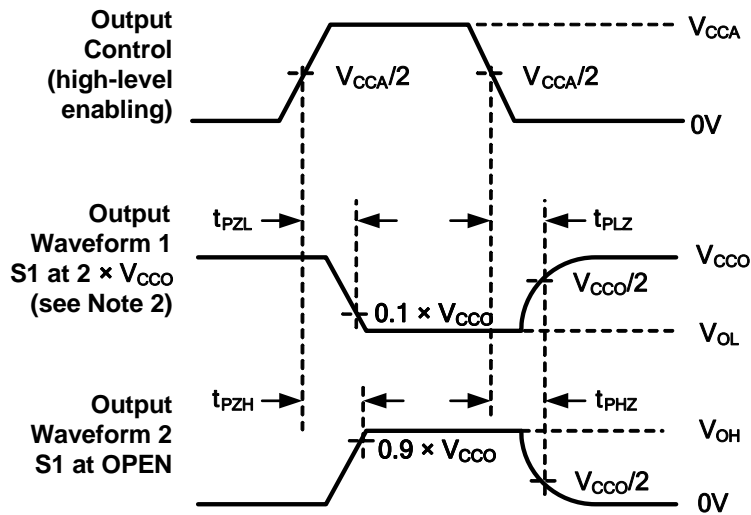 Output
Control
(high-level
enabling)
V_CCA
V_CCA/2
V_CCA/2
0V
Output
Waveform 1
S1 at 2 × V_CCO
(see Note 2)
t_PZL
t_PLZ
V_CCO
V_CCO/2
0.1 × V_CCO
V_OL
Output
Waveform 2
S1 at OPEN
t_PZH
t_PHZ
V_OH
0.9 × V_CCO
V_CCO/2
0V